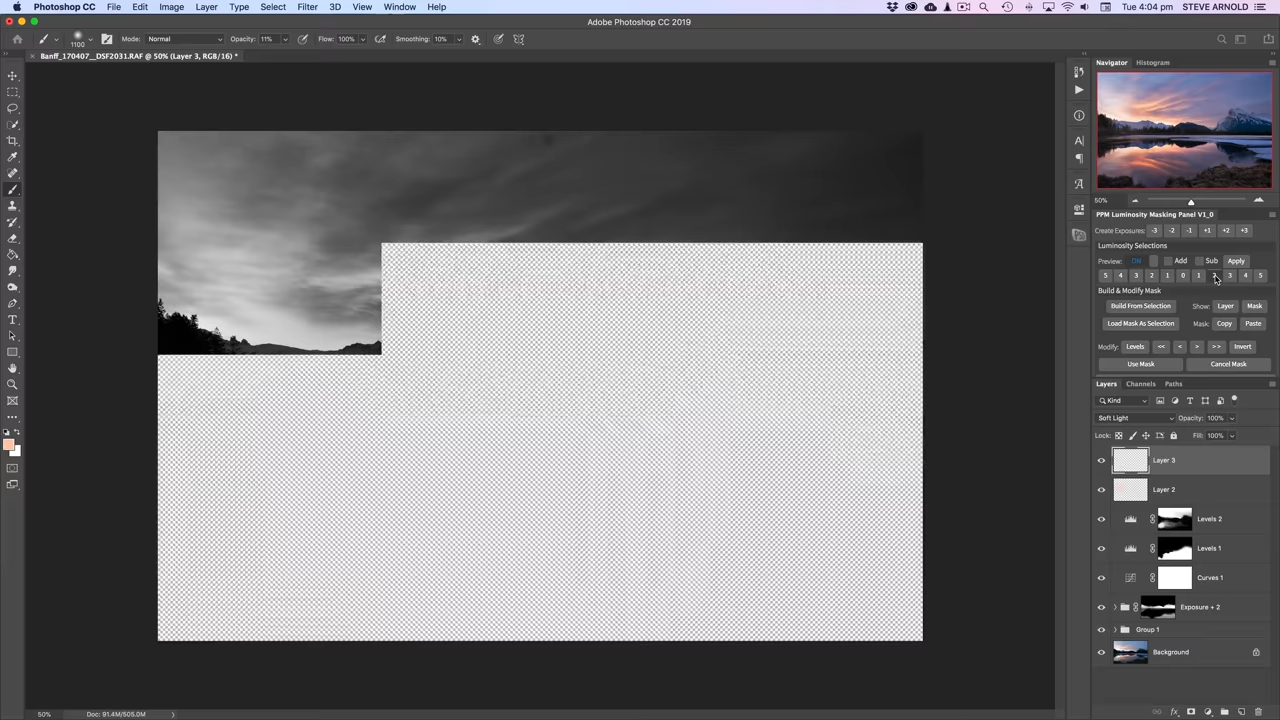 Photoshop CC File Edit Image Layer Type Select Filter 3D View Window Help Tue 4:04 pm STEVE ARNOLD
Adobe Photoshop CC 2019
1100 Mode: Normal Opacity: 11% Flow: 100% Smoothing: 10%
Banff_170407__DSF2031.RAF @ 50% (Layer 3, RGB/16) *
Navigator Histogram
50%
PPM Luminosity Masking Panel V1_0
Create Exposures: -3 -2 -1 +1 +2 +3
Luminosity Selections
Preview: ON Add Sub Apply
5 4 3 2 1 0 1 2 3 4 5
Build & Modify Mask
Build From Selection Show: Layer Mask
Load Mask As Selection Mask: Copy Paste
Modify: Levels << < > >> Invert
Use Mask Cancel Mask
Layers Channels Paths
Kind
Soft Light Opacity: 100%
Lock: Fill: 100%
Layer 3
Layer 2
Levels 2
Levels 1
Curves 1
Exposure + 2
Group 1
Background
50% Doc: 91.4M/505.0M